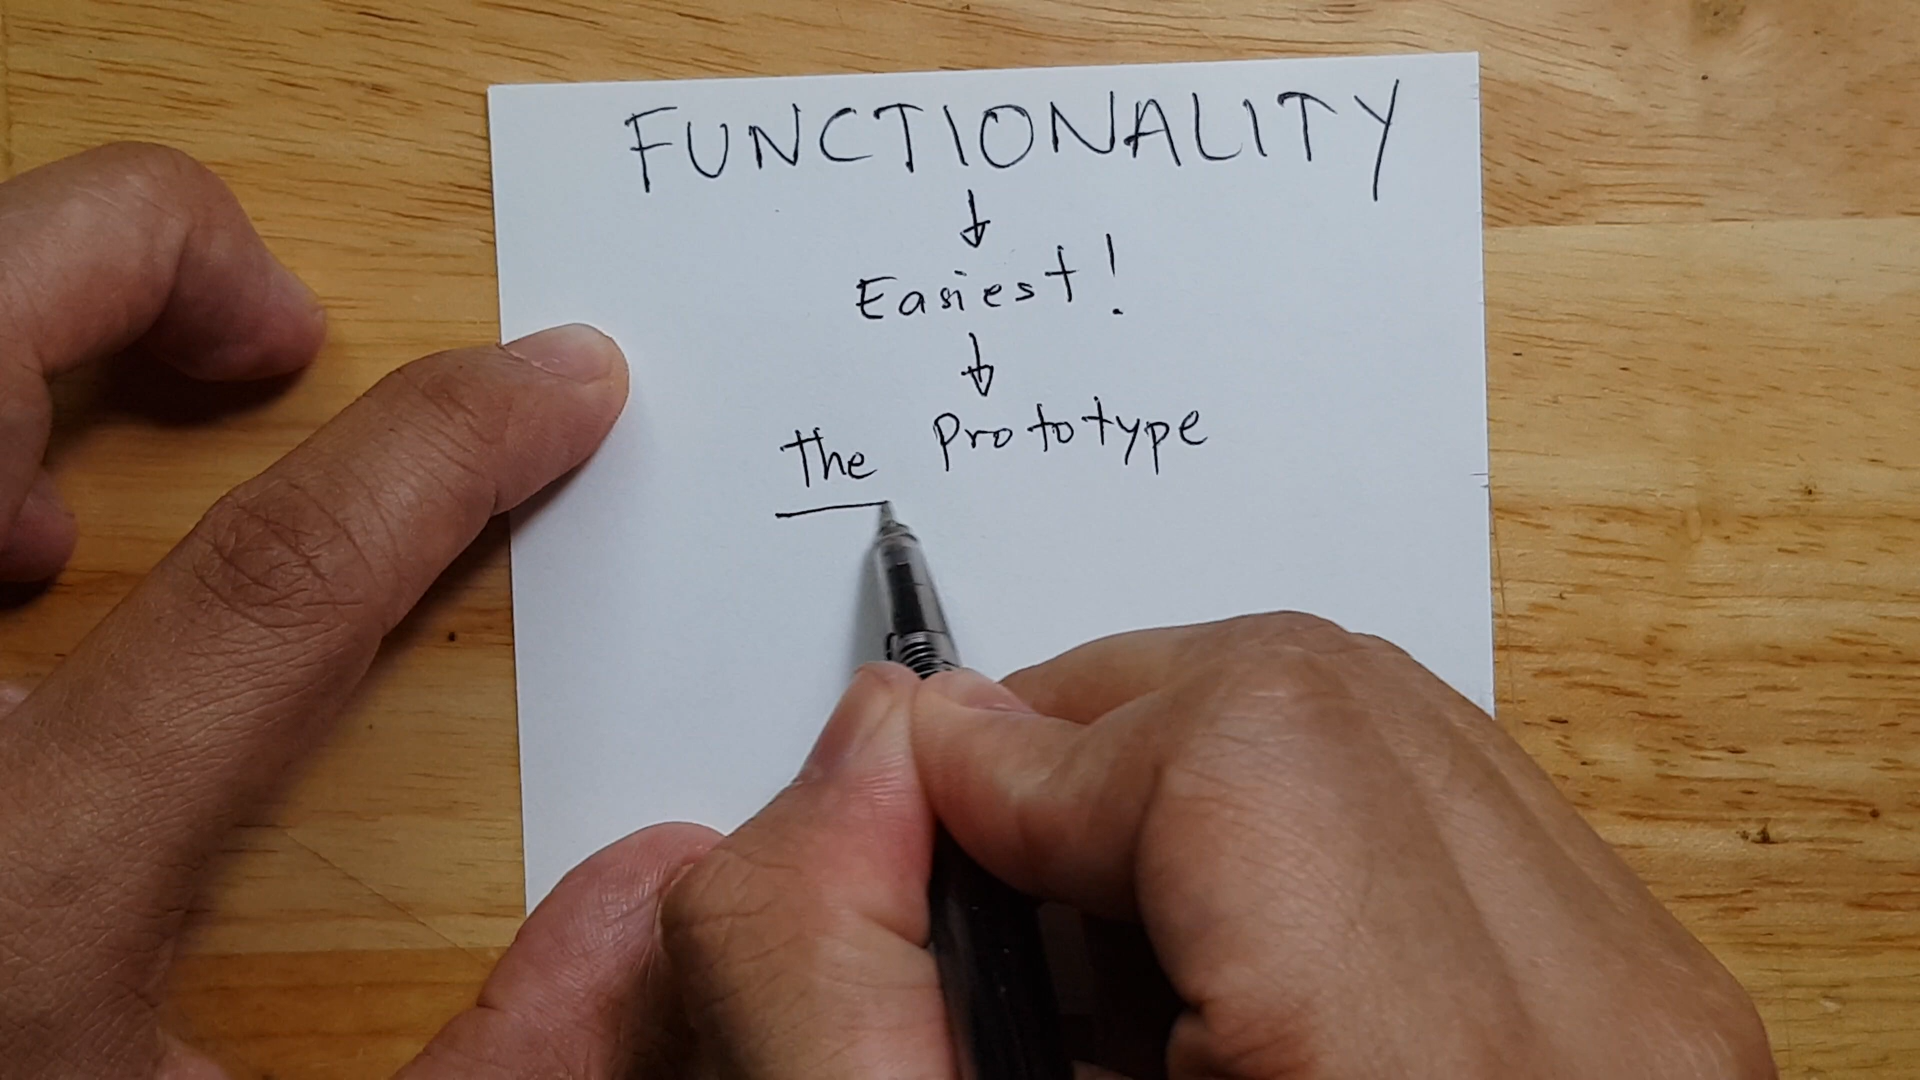 FUNCTIONALITY
↓
Easiest!
↓
The Prototype